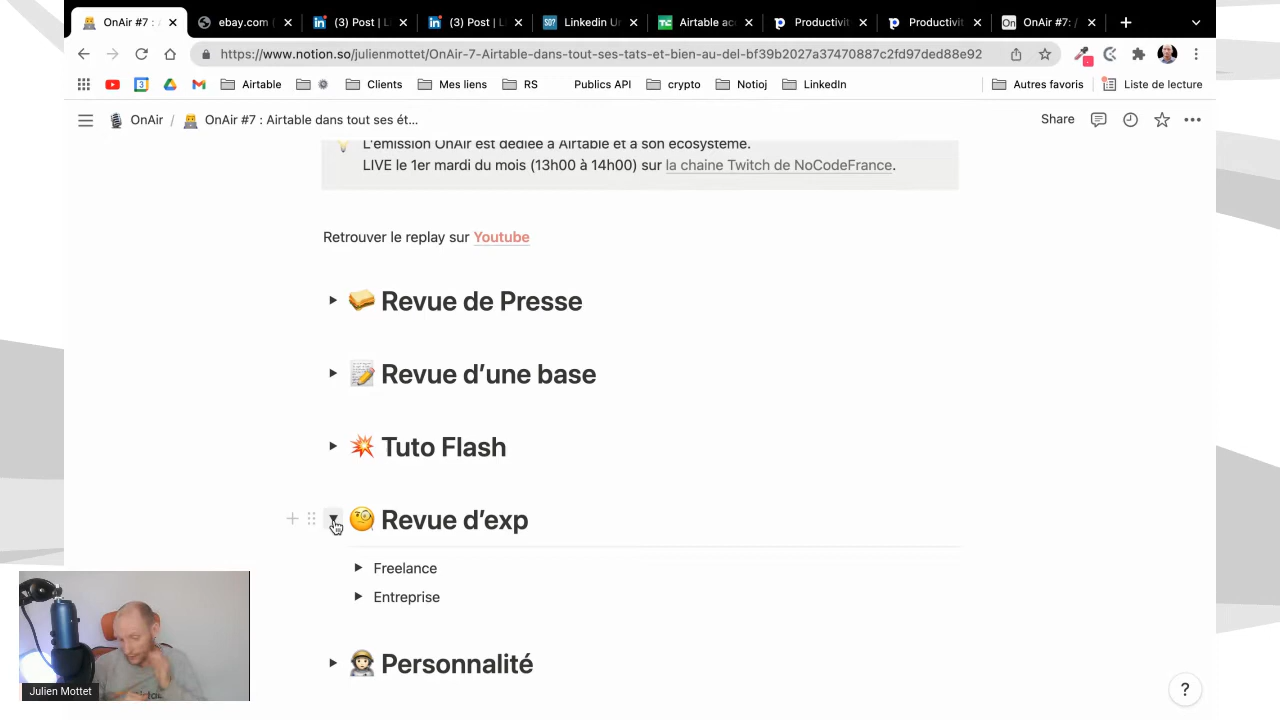 OnAir #7 : A
ebay.com (
(3) Post | L
(3) Post | L
Linkedin Ur
Airtable ac
Productivit
Productivit
OnAir #7: /
https://www.notion.so/julienmottet/OnAir-7-Airtable-dans-tout-ses-tats-et-bien-au-del-bf39b2027a37470887c2fd97ded88e92
Airtable
Clients
Mes liens
RS
Publics API
crypto
Notioj
LinkedIn
Autres favoris
Liste de lecture
OnAir / OnAir #7 : Airtable dans tout ses ét...
Share
L'émission OnAir est dédiée à Airtable et à son écosystème.
LIVE le 1er mardi du mois (13h00 à 14h00) sur la chaine Twitch de NoCodeFrance.
Retrouver le replay sur Youtube
Revue de Presse
Revue d'une base
Tuto Flash
Revue d'exp
Freelance
Entreprise
Personnalité
Julien Mottet
?